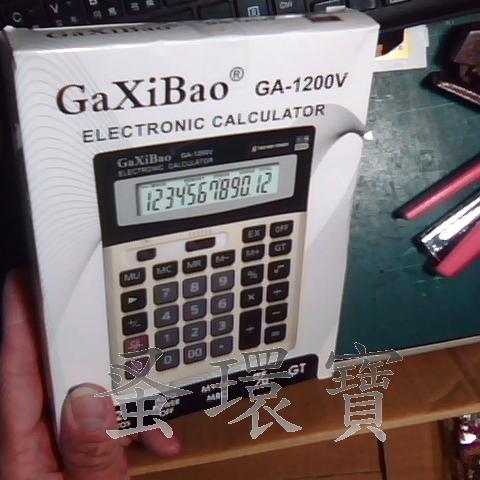 GaXiBao® GA-1200V
ELECTRONIC CALCULATOR
GaXiBao® GA-1200V
ELECTRONIC CALCULATOR
123456789012
EX OFF
MU MC MR M- M+ GT
7 8 9 % √
4 5 6 × ÷
1 2 3 + -
0 00 . =
GT
蚤環寶